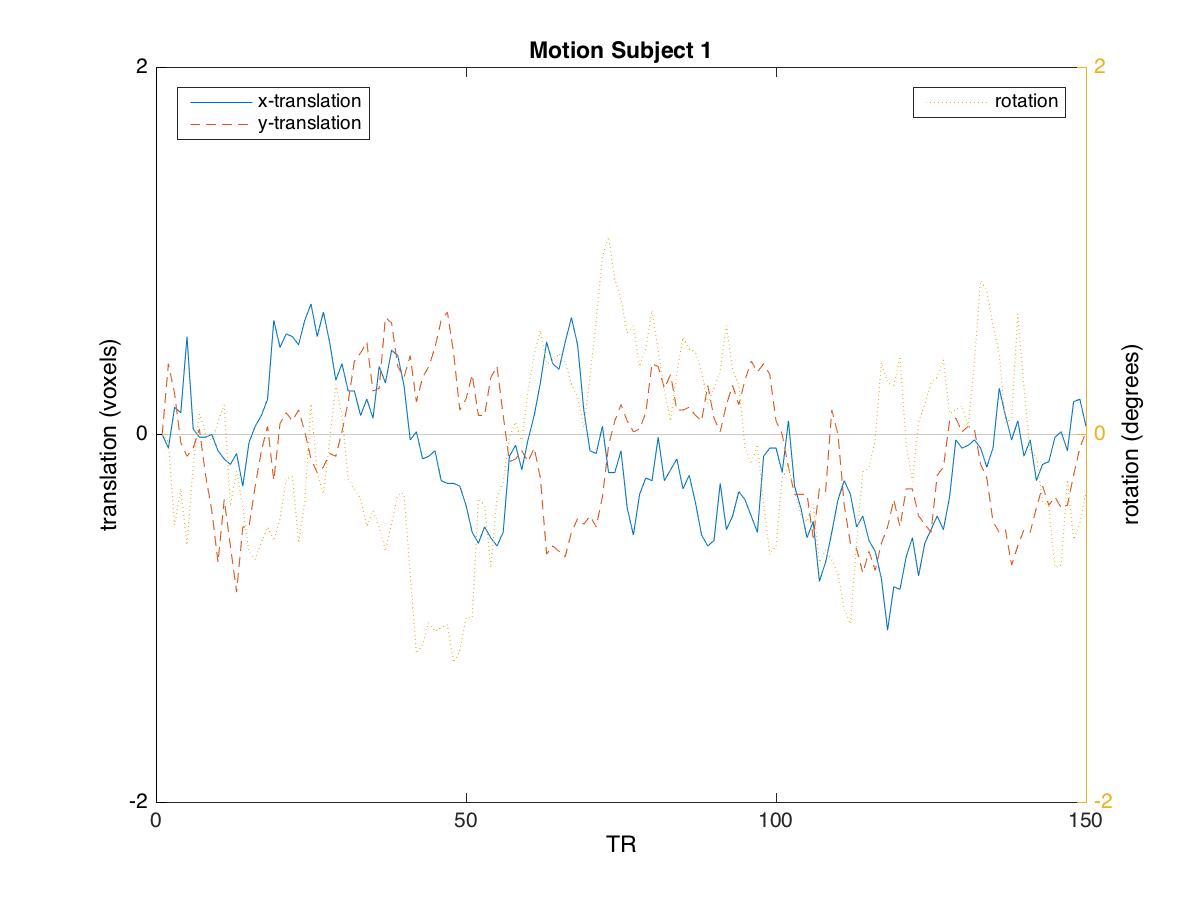 Motion Subject 1
2
2
x-translation
y-translation
rotation
translation (voxels)
0
0
rotation (degrees)
-2
-2
0
50
100
150
TR